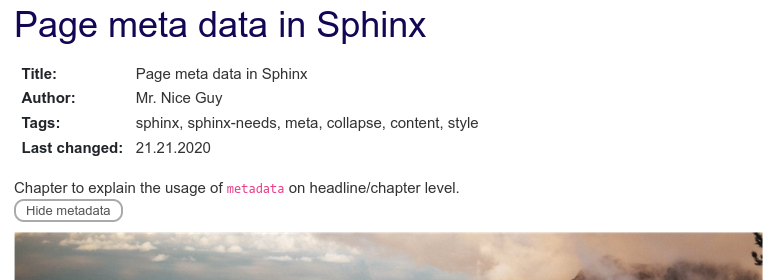 Page meta data in Sphinx
Title: Page meta data in Sphinx
Author: Mr. Nice Guy
Tags: sphinx, sphinx-needs, meta, collapse, content, style
Last changed: 21.21.2020
Chapter to explain the usage of metadata on headline/chapter level.
Hide metadata